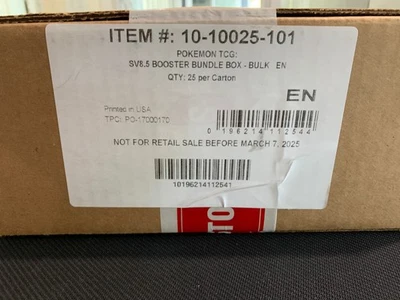 ITEM #: 10-10025-101
POKEMON TCG:
SV8.5 BOOSTER BUNDLE BOX - BULK EN
QTY: 25 per Carton
EN
Printed in USA
TPCI: PO-17000170
0 196214 112544
NOT FOR RETAIL SALE BEFORE MARCH 7, 2025
10196214112541
STO